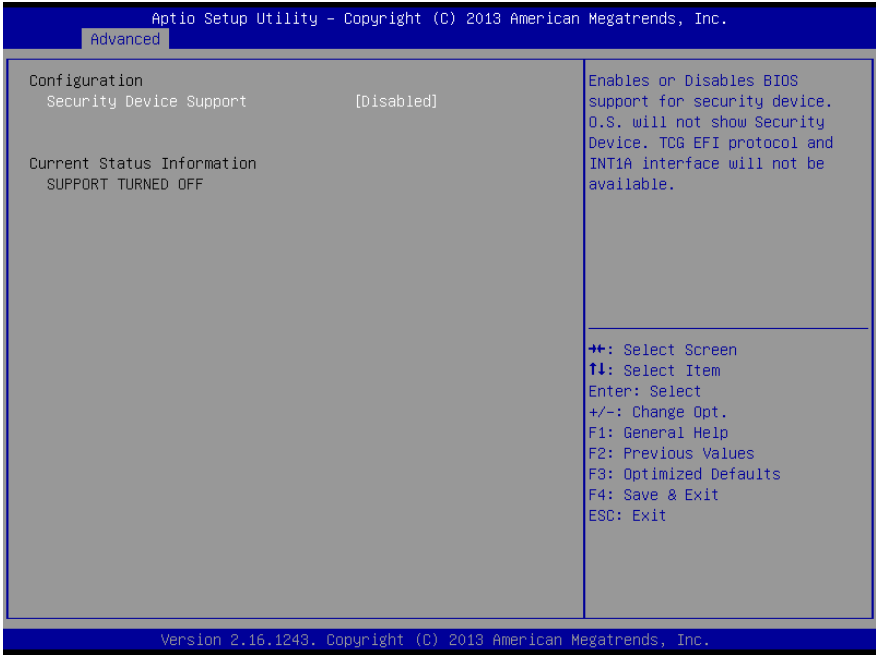 Aptio Setup Utility – Copyright (C) 2013 American Megatrends, Inc.
Advanced
Configuration
Security Device Support [Disabled]
Current Status Information
SUPPORT TURNED OFF
Enables or Disables BIOS
support for security device.
O.S. will not show Security
Device. TCG EFI protocol and
INT1A interface will not be
available.
→←: Select Screen
↑↓: Select Item
Enter: Select
+/-: Change Opt.
F1: General Help
F2: Previous Values
F3: Optimized Defaults
F4: Save & Exit
ESC: Exit
Version 2.16.1243. Copyright (C) 2013 American Megatrends, Inc.